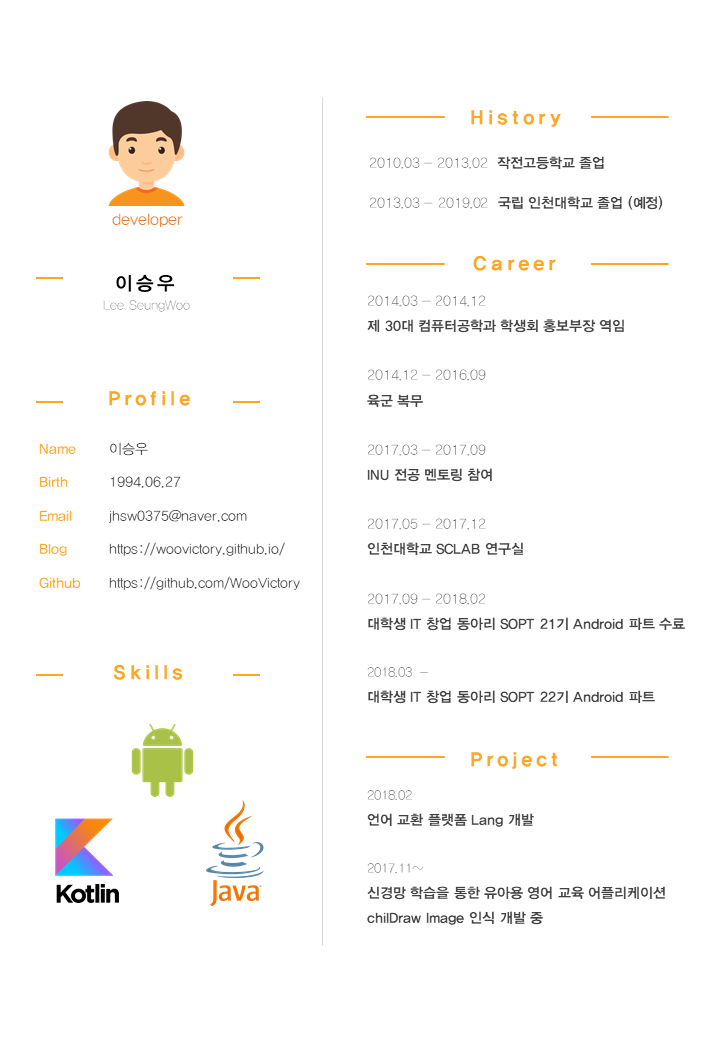 developer
이승우
Lee SeungWoo
Profile
Name 이승우
Birth 1994.06.27
Email jhsw0375@naver.com
Blog https://woovictory.github.io/
Github https://github.com/WooVictory
Skills
Kotlin
Java
History
2010.03 - 2013.02 작전고등학교 졸업
2013.03 - 2019.02 국립 인천대학교 졸업 (예정)
Career
2014.03 - 2014.12
제 30대 컴퓨터공학과 학생회 홍보부장 역임
2014.12 - 2016.09
육군 복무
2017.03 - 2017.09
INU 전공 멘토링 참여
2017.05 - 2017.12
인천대학교 SCLAB 연구실
2017.09 - 2018.02
대학생 IT 창업 동아리 SOPT 21기 Android 파트 수료
2018.03 -
대학생 IT 창업 동아리 SOPT 22기 Android 파트
Project
2018.02
언어 교환 플랫폼 Lang 개발
2017.11~
신경망 학습을 통한 유아용 영어 교육 어플리케이션
chilDraw Image 인식 개발 중